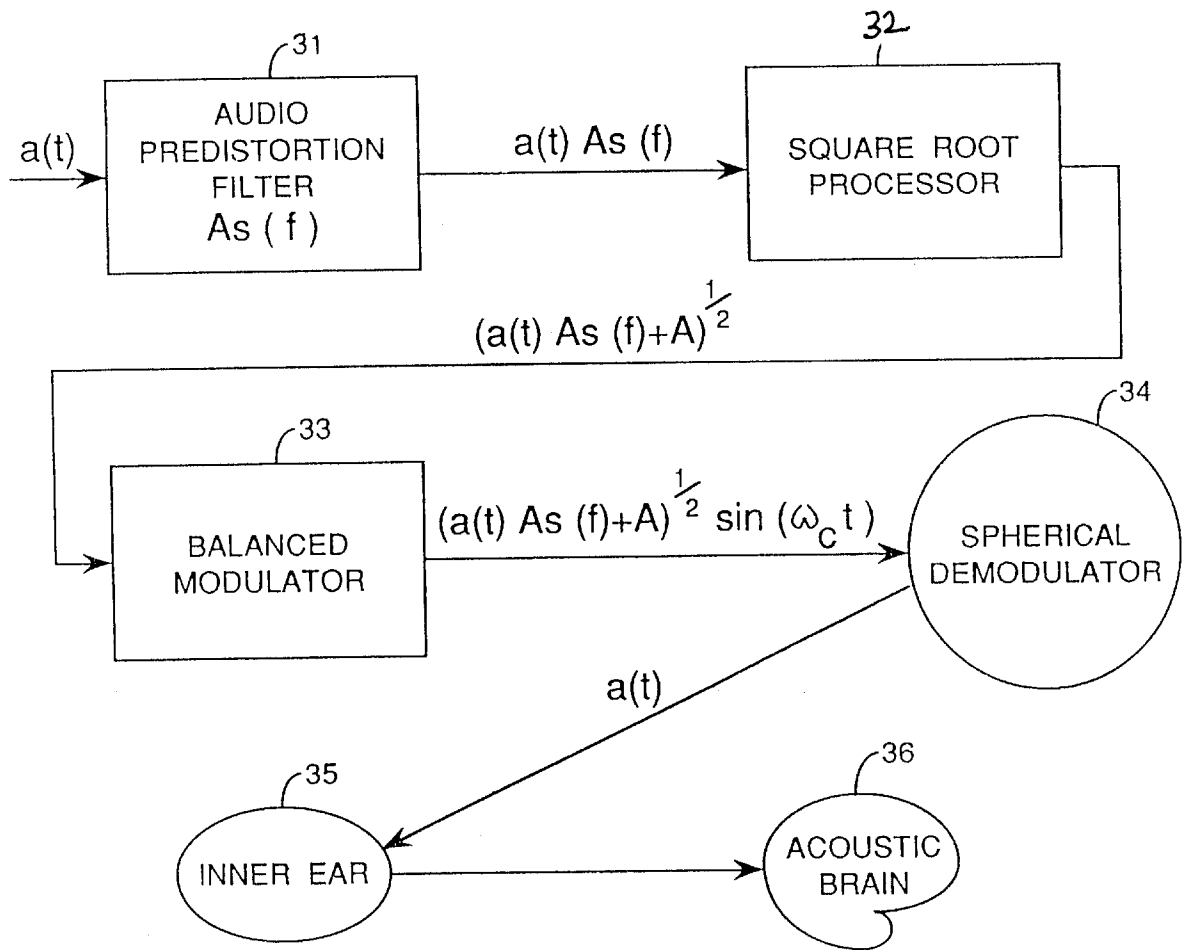 31
AUDIO
PREDISTORTION
FILTER
As ( f )
a(t)
a(t) As (f)
32
SQUARE ROOT
PROCESSOR
(a(t) As (f)+A)^1/2
33
BALANCED
MODULATOR
(a(t) As (f)+A)^1/2 sin (ω_C t)
34
SPHERICAL
DEMODULATOR
a(t)
35
INNER EAR
36
ACOUSTIC
BRAIN